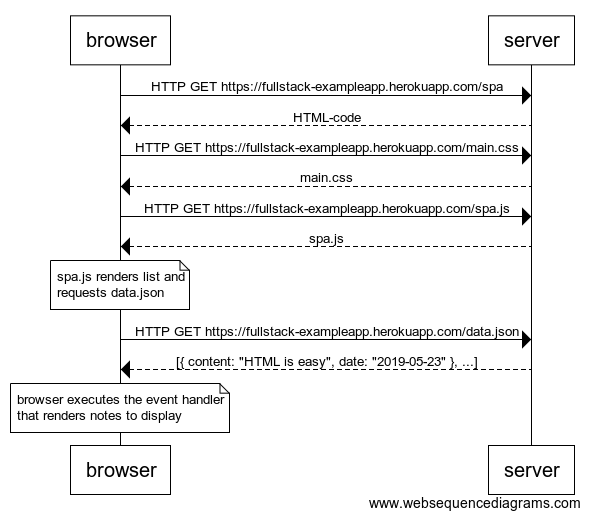 browser
server
HTTP GET https://fullstack-exampleapp.herokuapp.com/spa
HTML-code
HTTP GET https://fullstack-exampleapp.herokuapp.com/main.css
main.css
HTTP GET https://fullstack-exampleapp.herokuapp.com/spa.js
spa.js
spa.js renders list and
requests data.json
HTTP GET https://fullstack-exampleapp.herokuapp.com/data.json
[{ content: "HTML is easy", date: "2019-05-23" }, ...]
browser executes the event handler
that renders notes to display
browser
server
www.websequencediagrams.com